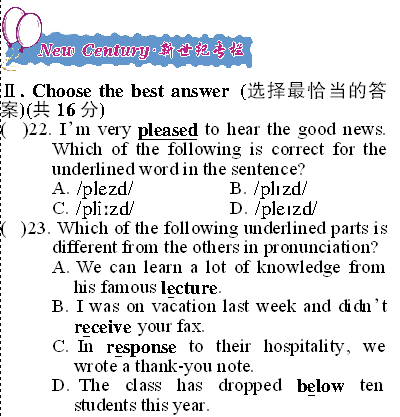 New Century·新世纪专栏
Ⅱ. Choose the best answer (选择最恰当的答
案)(共 16 分)
( )22. I'm very pleased to hear the good news.
Which of the following is correct for the
underlined word in the sentence?
A. /plezd/ B. /plɪzd/
C. /pliːzd/ D. /pleɪzd/
( )23. Which of the following underlined parts is
different from the others in pronunciation?
A. We can learn a lot of knowledge from
his famous lecture.
B. I was on vacation last week and didn't
receive your fax.
C. In response to their hospitality, we
wrote a thank-you note.
D. The class has dropped below ten
students this year.